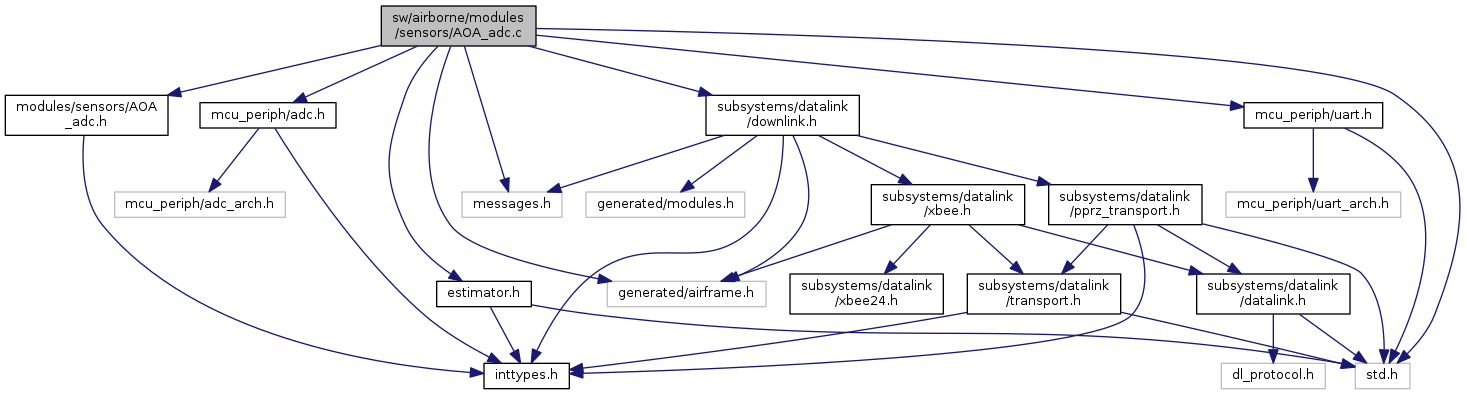 sw/airborne/modules
/sensors/AOA_adc.c
modules/sensors/AOA
_adc.h
mcu_periph/adc.h
subsystems/datalink
/downlink.h
mcu_periph/uart.h
mcu_periph/adc_arch.h
messages.h
generated/modules.h
subsystems/datalink
/xbee.h
subsystems/datalink
/pprz_transport.h
mcu_periph/uart_arch.h
estimator.h
generated/airframe.h
subsystems/datalink
/xbee24.h
subsystems/datalink
/transport.h
subsystems/datalink
/datalink.h
inttypes.h
dl_protocol.h
std.h